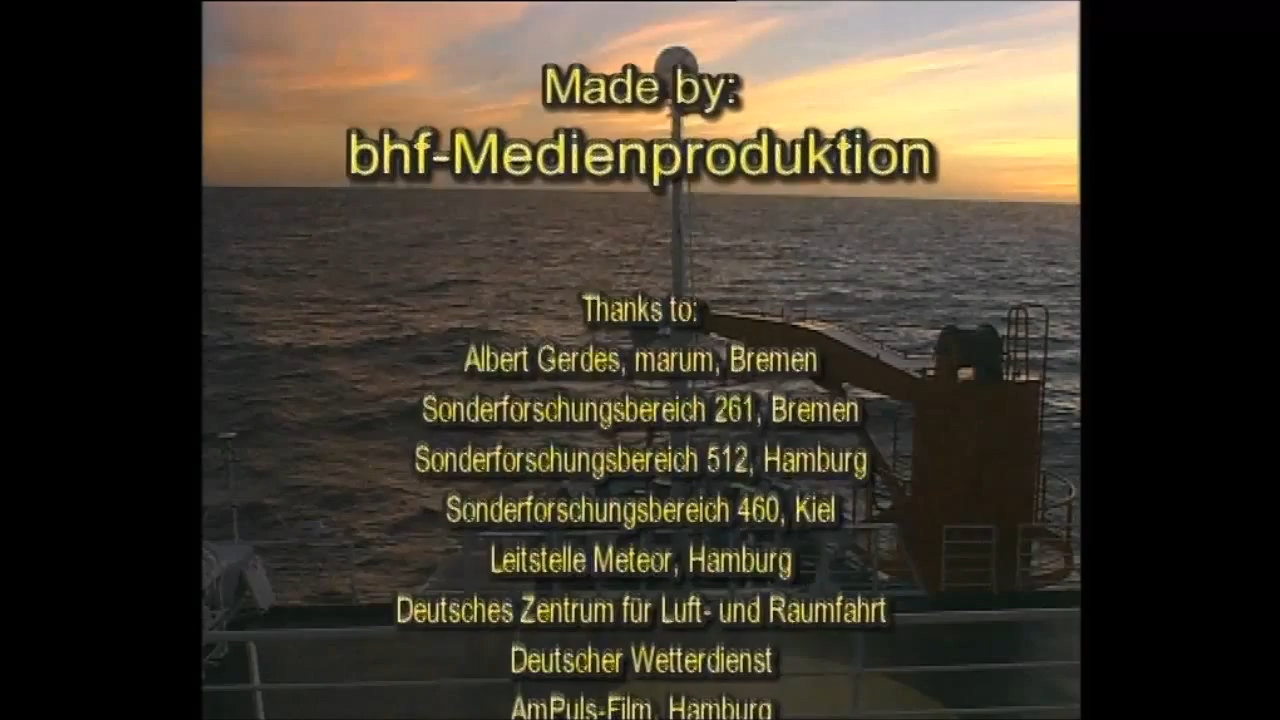 Made by:
bhf-Medienproduktion
Thanks to:
Albert Gerdes, marum, Bremen
Sonderforschungsbereich 261, Bremen
Sonderforschungsbereich 512, Hamburg
Sonderforschungsbereich 460, Kiel
Leitstelle Meteor, Hamburg
Deutsches Zentrum für Luft- und Raumfahrt
Deutscher Wetterdienst
AmPuls-Film, Hamburg